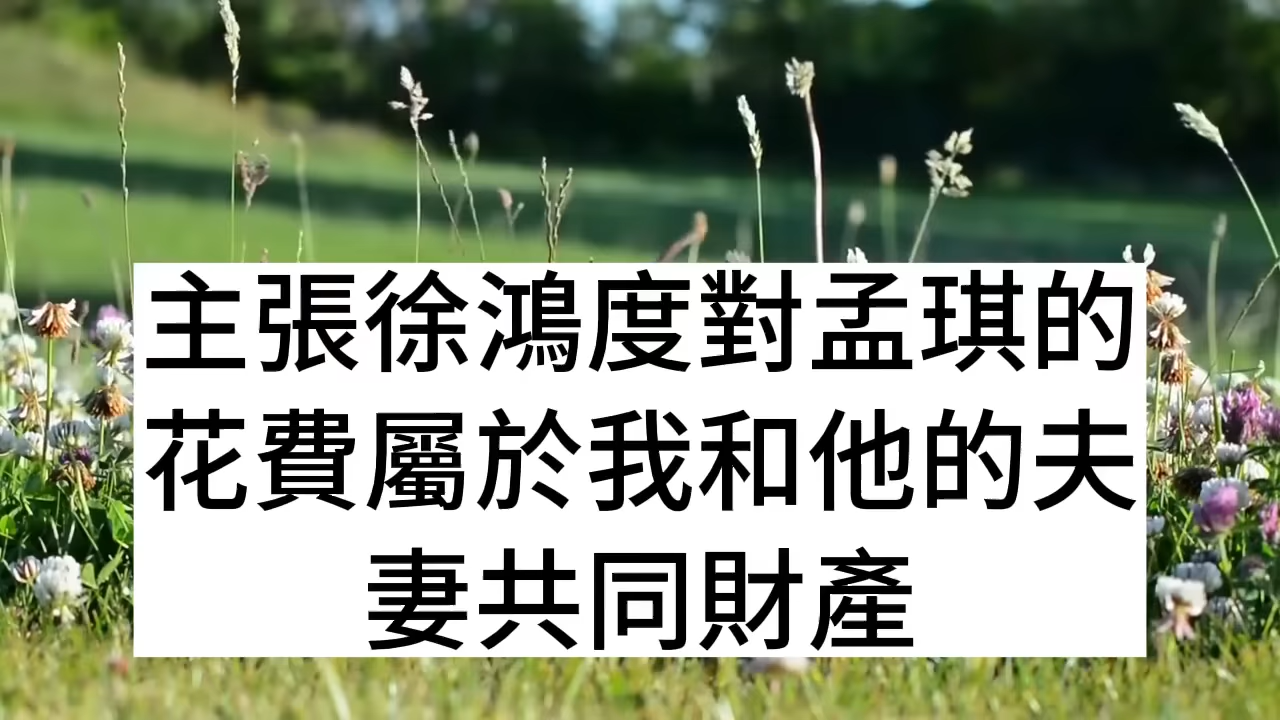 主張徐鴻度對孟琪的
花費屬於我和他的夫
妻共同財產